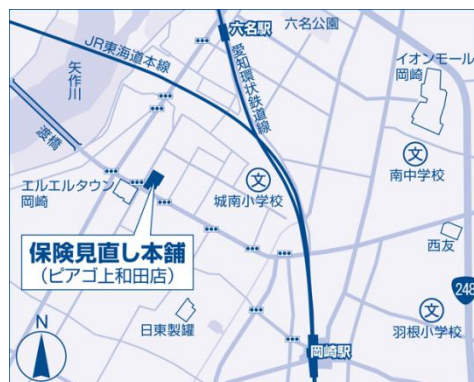 六名駅
六名公園
JR東海道本線
愛知環状鉄道線
イオンモール
岡崎
矢作川
渡橋
南中学校
文
文
城南小学校
エルエルタウン
岡崎
保険見直し本舗
(ピアゴ上和田店)
西友
248
日東製罐
文
羽根小学校
N
岡崎駅